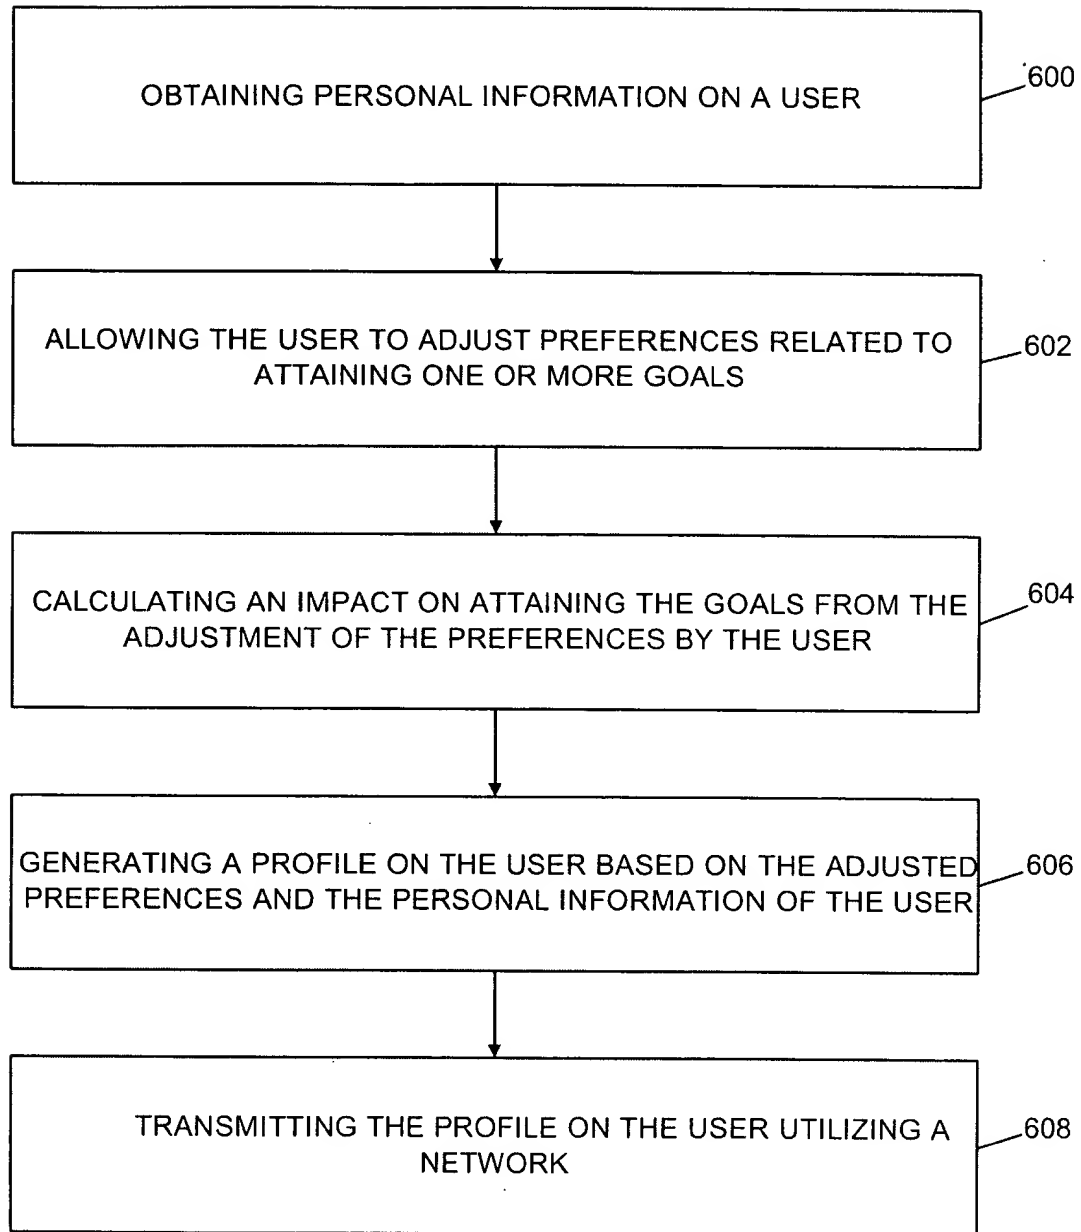 OBTAINING PERSONAL INFORMATION ON A USER
600
ALLOWING THE USER TO ADJUST PREFERENCES RELATED TO
ATTAINING ONE OR MORE GOALS
602
CALCULATING AN IMPACT ON ATTAINING THE GOALS FROM THE
ADJUSTMENT OF THE PREFERENCES BY THE USER
604
GENERATING A PROFILE ON THE USER BASED ON THE ADJUSTED
PREFERENCES AND THE PERSONAL INFORMATION OF THE USER
606
TRANSMITTING THE PROFILE ON THE USER UTILIZING A
NETWORK
608